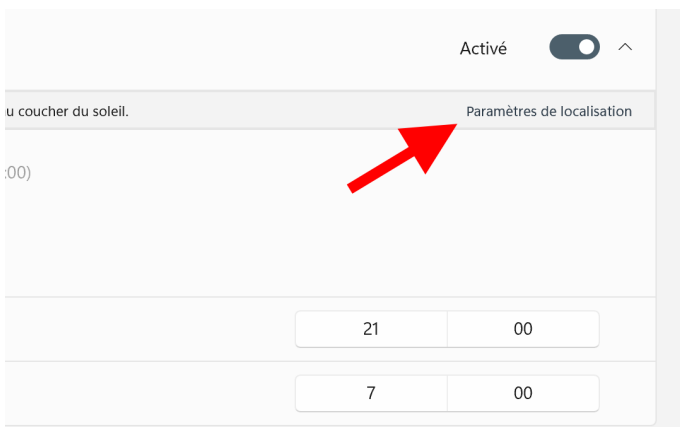 Activé
u coucher du soleil. Paramètres de localisation
:00)
21 00
7 00